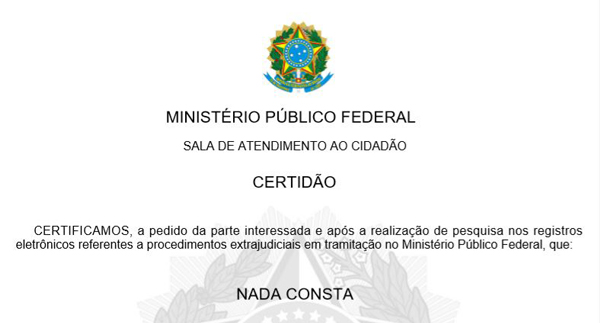 MINISTÉRIO PÚBLICO FEDERAL
SALA DE ATENDIMENTO AO CIDADÃO
CERTIDÃO
CERTIFICAMOS, a pedido da parte interessada e após a realização de pesquisa nos registros
eletrônicos referentes a procedimentos extrajudiciais em tramitação no Ministério Público Federal, que:
NADA CONSTA